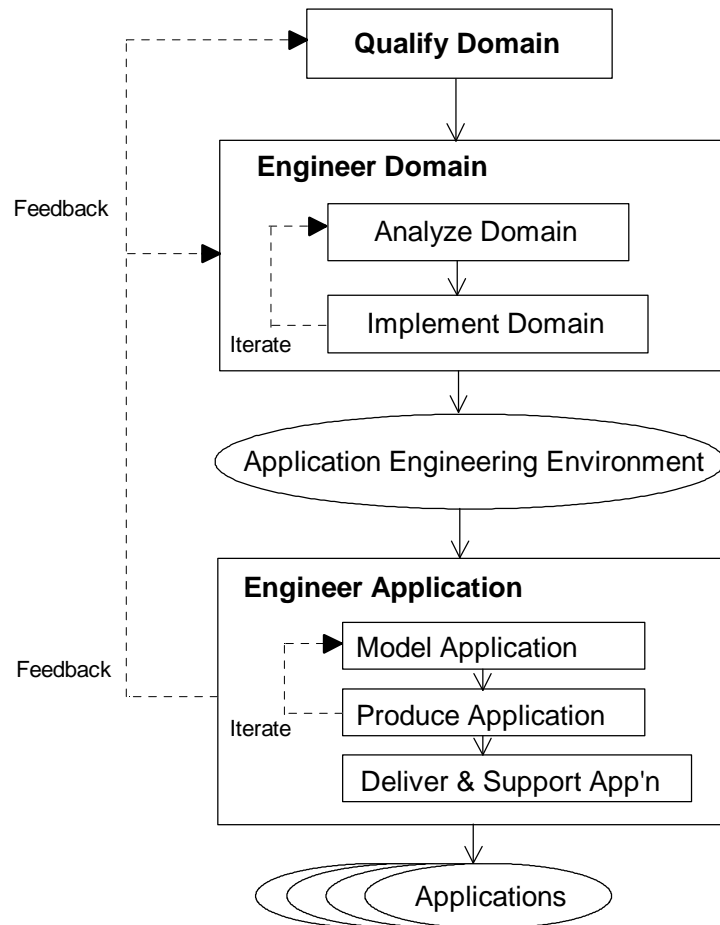 Qualify Domain
Engineer Domain
Feedback
Analyze Domain
Implement Domain
Iterate
Application Engineering Environment
Engineer Application
Model Application
Feedback
Produce Application
Iterate
Deliver & Support App'n
Applications